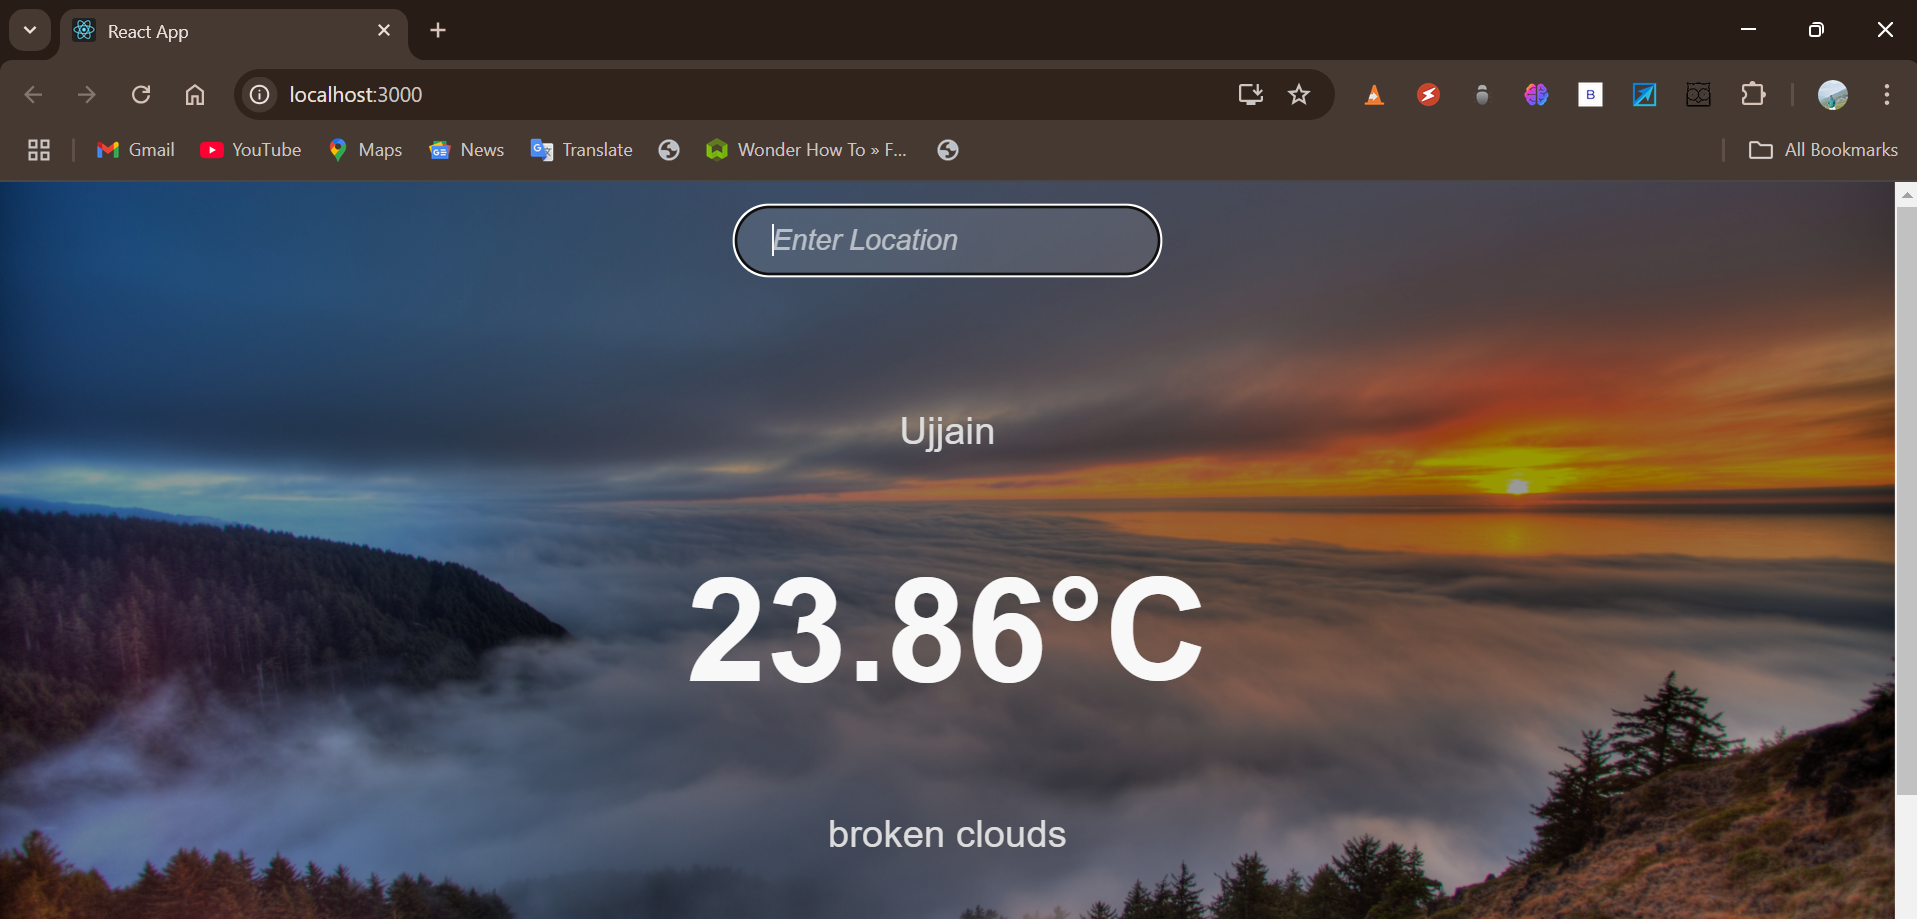 React App
localhost:3000
Gmail
YouTube
Maps
News
Translate
Wonder How To » F...
All Bookmarks
Enter Location
Ujjain
23.86°C
broken clouds